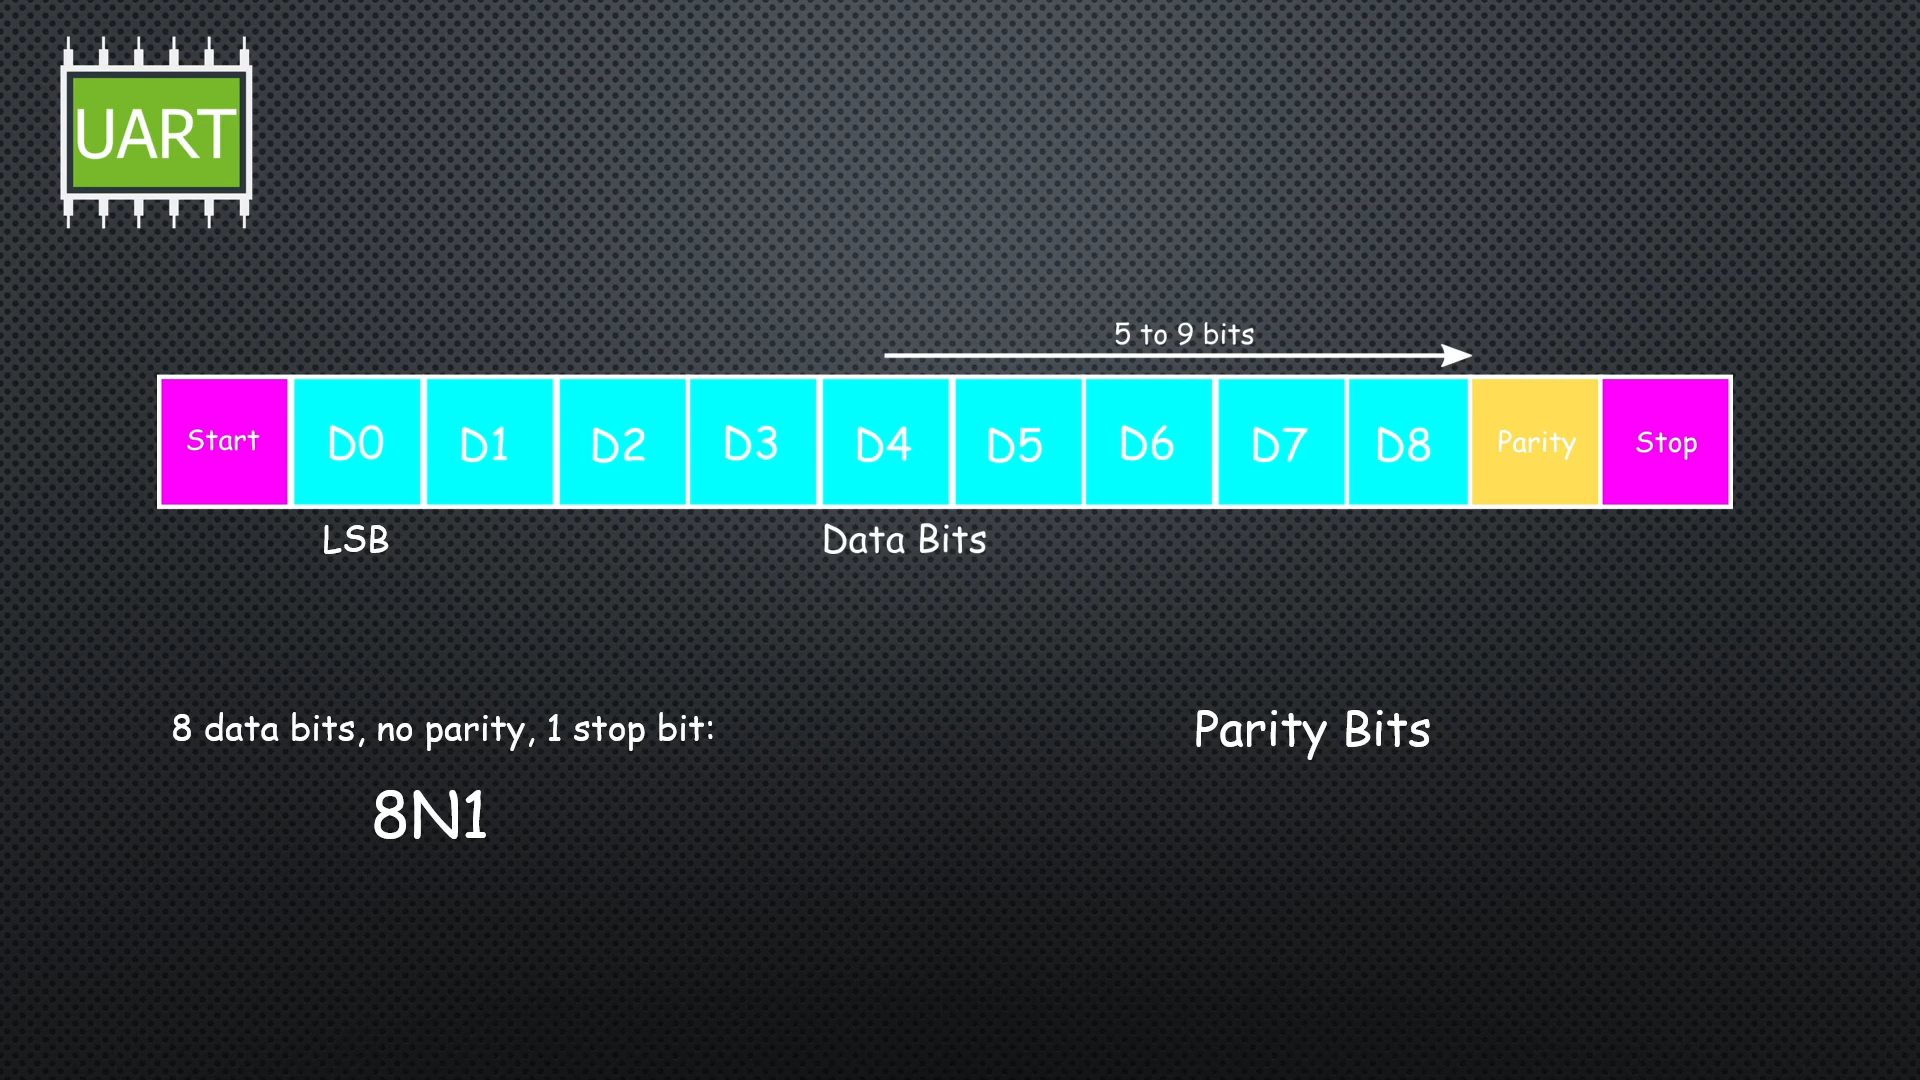 UART
5 to 9 bits
Start D0 D1 D2 D3 D4 D5 D6 D7 D8 Parity Stop
LSB
Data Bits
8 data bits, no parity, 1 stop bit:
8N1
Parity Bits